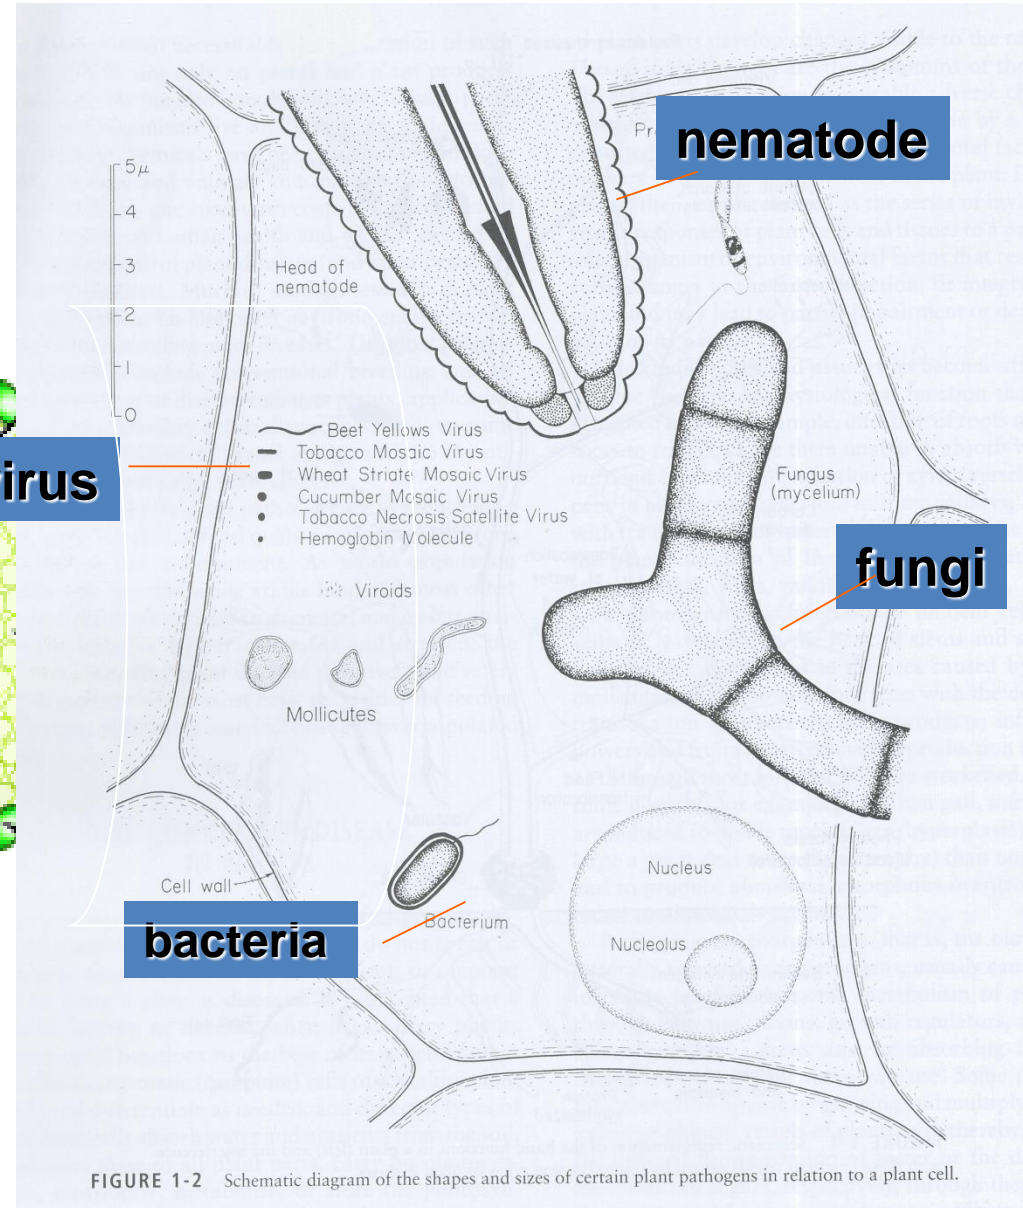 nematode
5μ
4
3
2
1
0
Head of
nematode
Beet Yellows Virus
Tobacco Mosaic Virus
Wheat Striate Mosaic Virus
Cucumber Mosaic Virus
Tobacco Necrosis Satellite Virus
Hemoglobin Molecule
virus
Fungus
(mycelium)
fungi
Viroids
Mollicutes
Cell wall
bacteria
Bacterium
Nucleus
Nucleolus
FIGURE 1-2 Schematic diagram of the shapes and sizes of certain plant pathogens in relation to a plant cell.